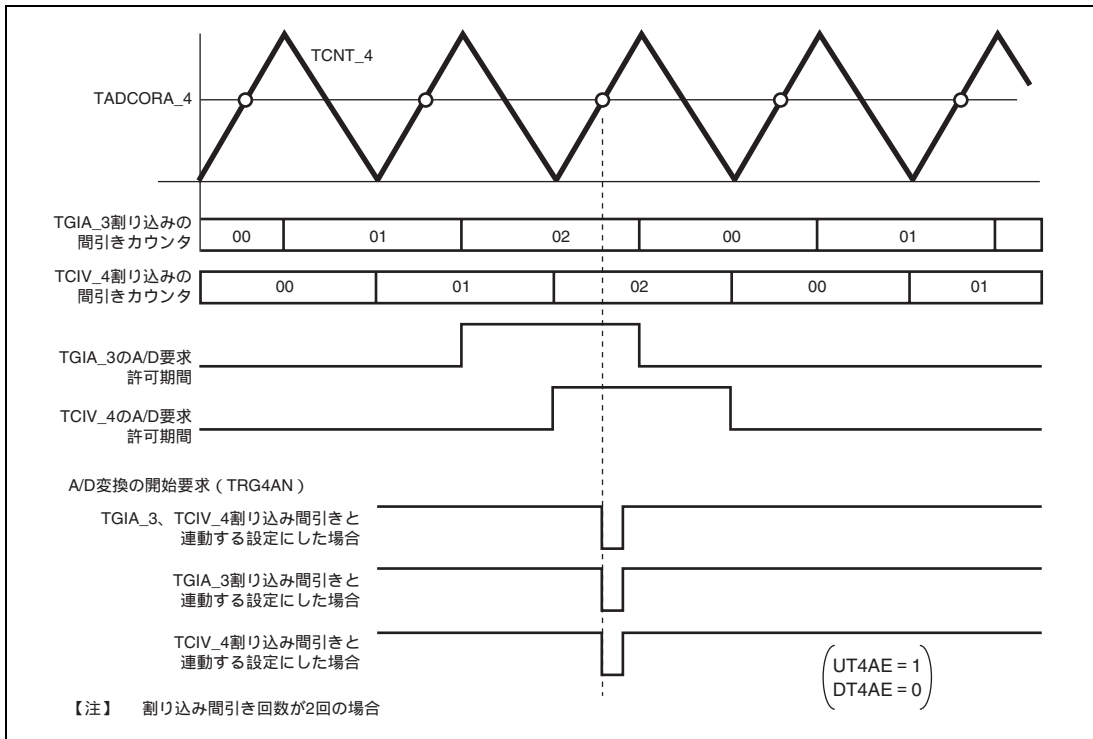 TCNT_4
TADCORA_4
TGIA_3割り込みの
間引きカウンタ
00 01 02 00 01
TCIV_4割り込みの
間引きカウンタ
00 01 02 00 01
TGIA_3のA/D要求
許可期間
TCIV_4のA/D要求
許可期間
A/D変換の開始要求（TRG4AN）
TGIA_3、TCIV_4割り込み間引きと
連動する設定にした場合
TGIA_3割り込み間引きと
連動する設定にした場合
TCIV_4割り込み間引きと
連動する設定にした場合
UT4AE = 1
DT4AE = 0
【注】 割り込み間引き回数が2回の場合